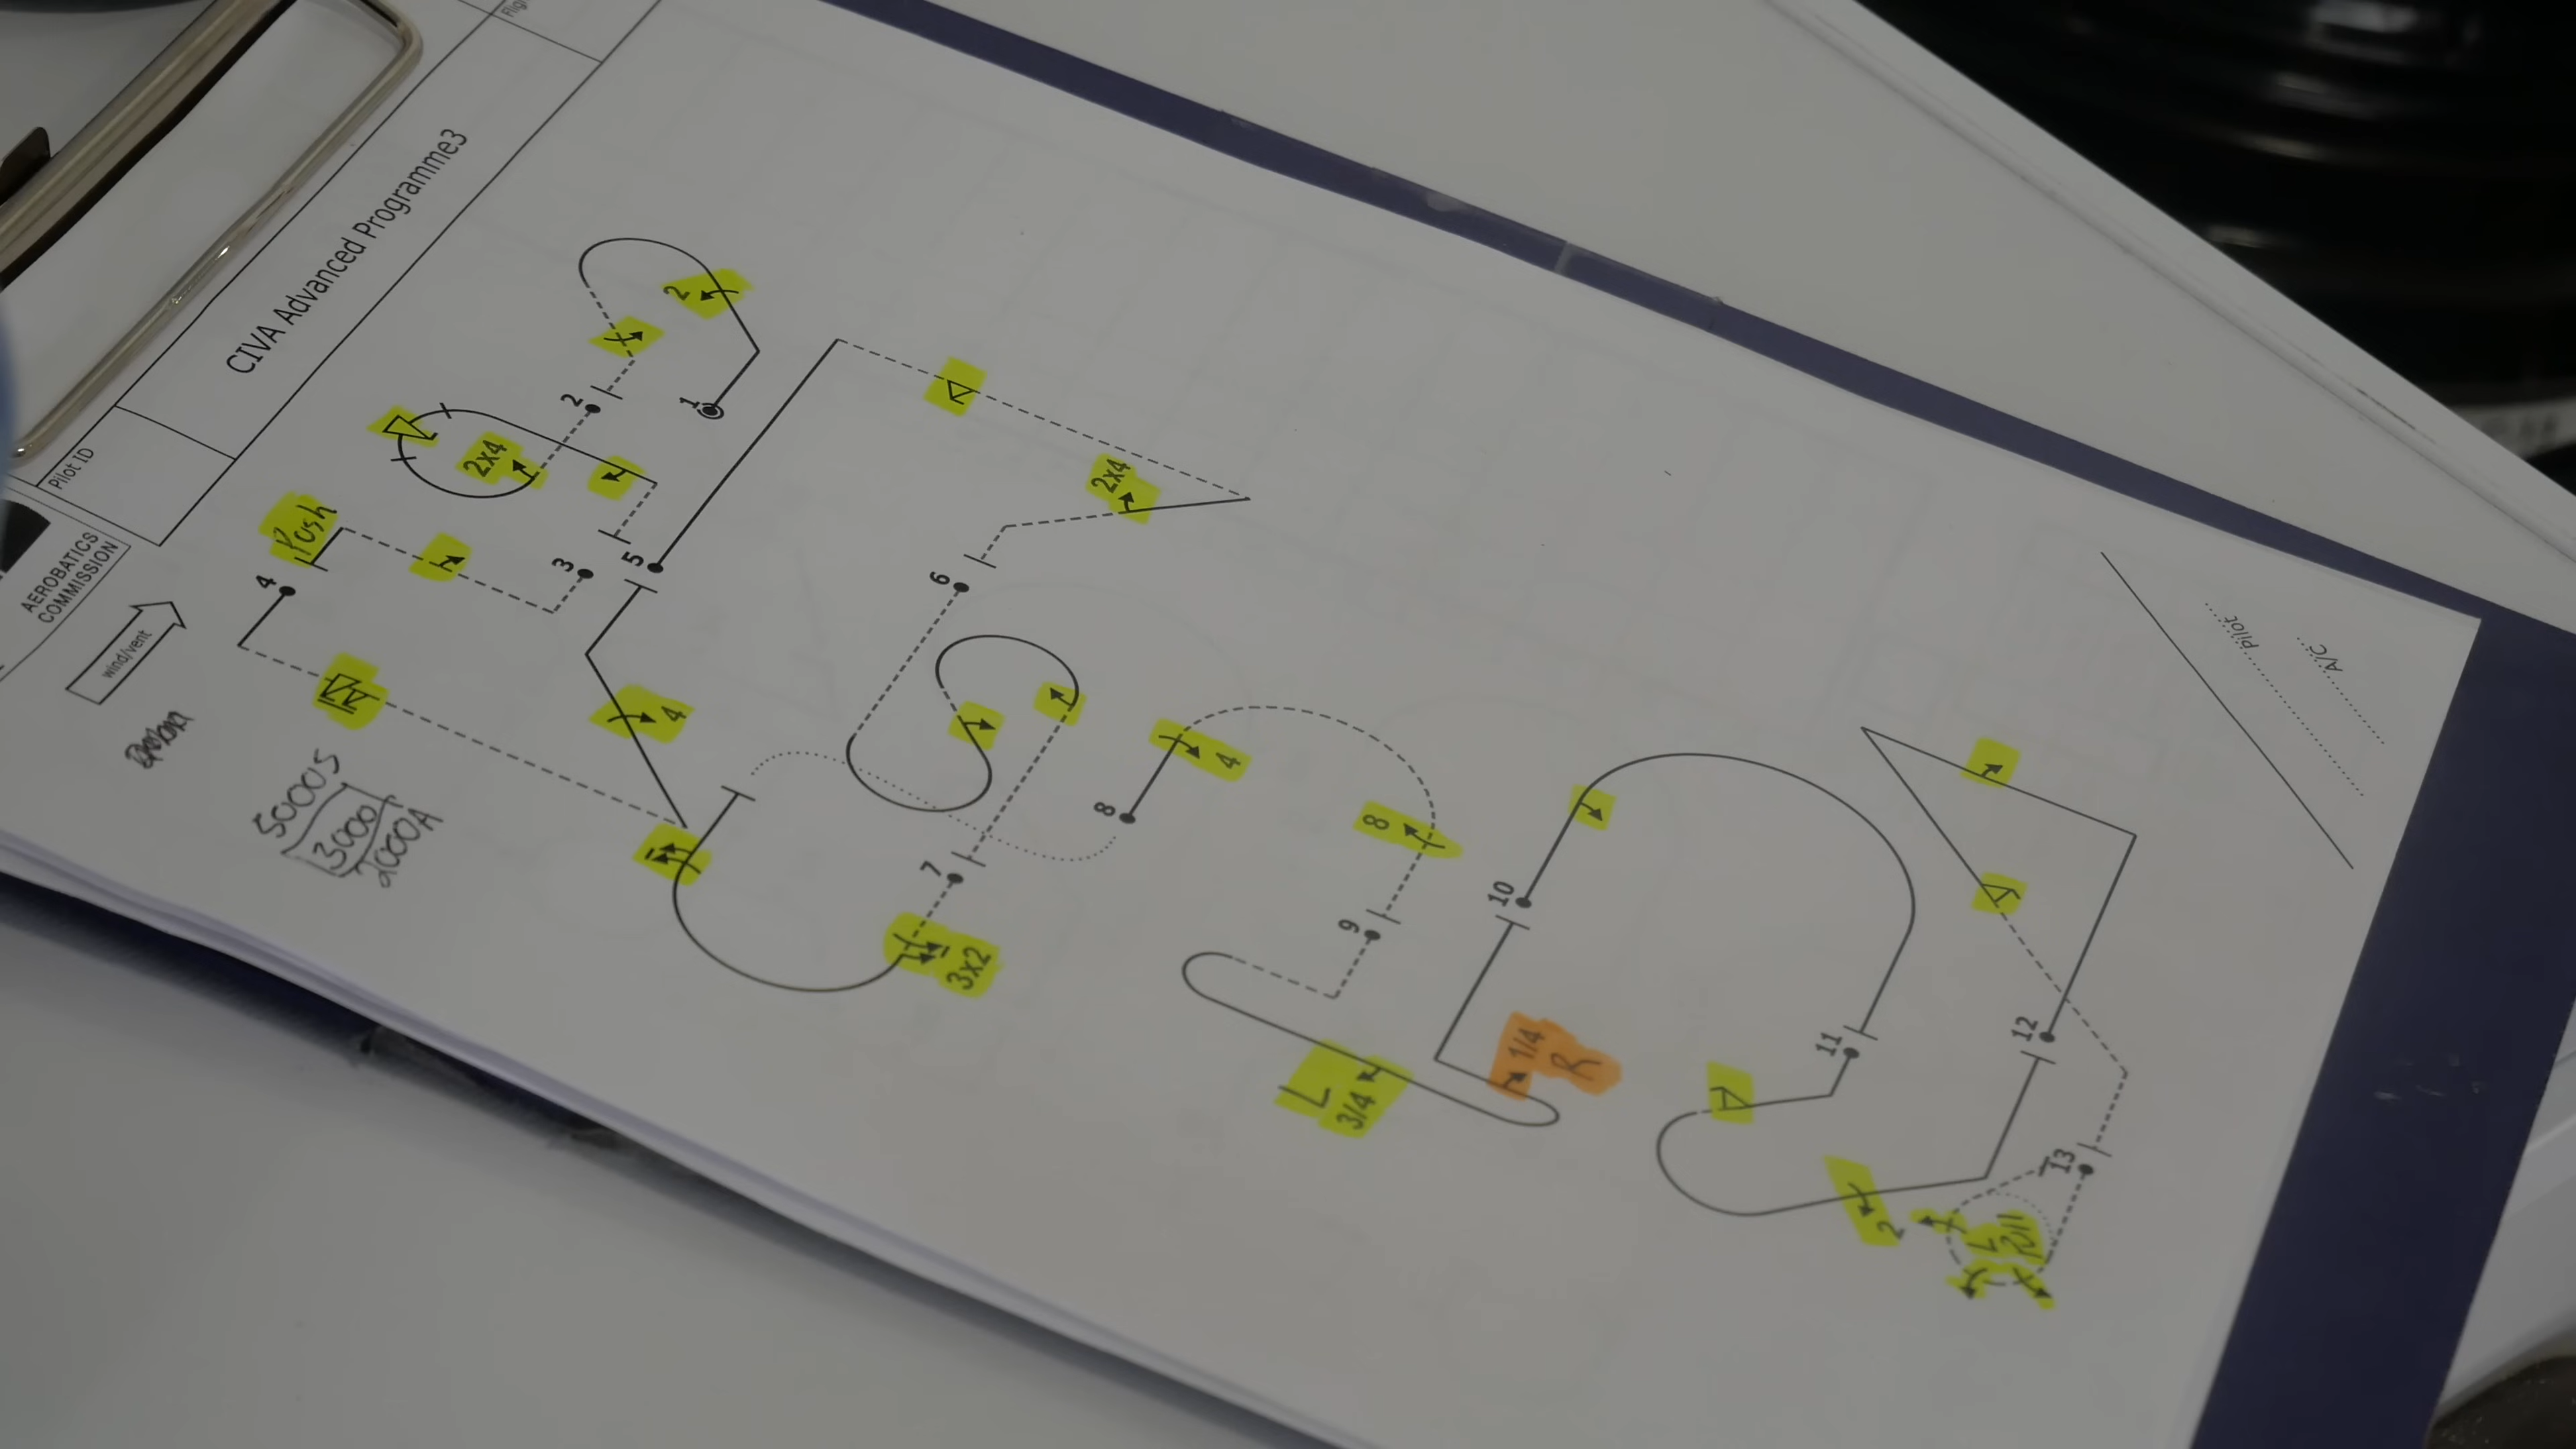 CIVA Advanced Programme3
Pilot ID
AEROBATICS
COMMISSION
wind/vent
5000S
3000
2000A
1
2
2
2x4
3
Push
4
4
5
2x4
6
7
3x2
8
4
8
9
L
3/4
1/4
R
10
11
2
12
13
L
Pilot
A/C